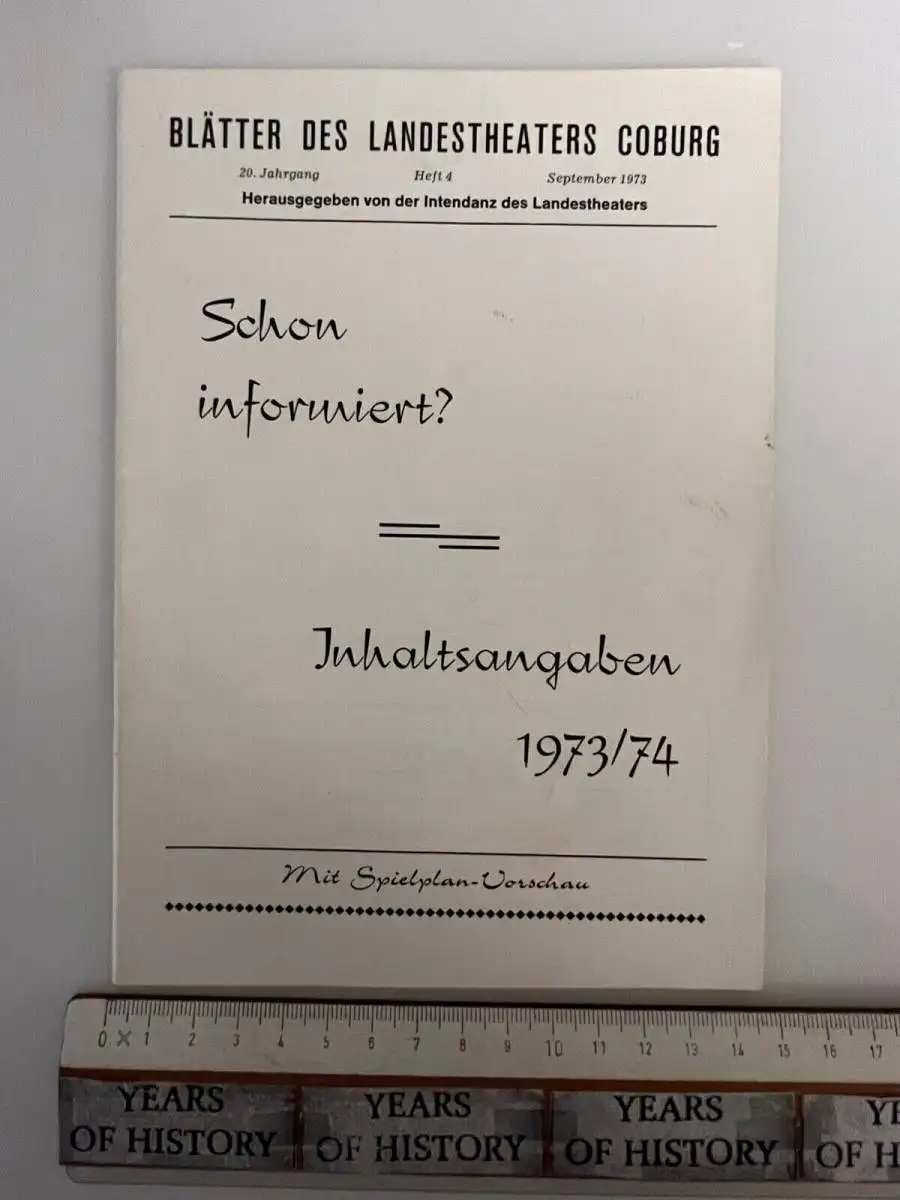 BLÄTTER DES LANDESTHEATERS COBURG
20. Jahrgang Heft 4 September 1973
Herausgegeben von der Intendanz des Landestheaters
Schon
informiert?
Inhaltsangaben
1973/74
Mit Spielplan-Vorschau
0 x 1 2 3 4 5 6 7 8 9 10 11 12 13 14 15 16 17
YEARS YEARS YEARS YE
OF HISTORY OF HISTORY OF HISTORY OF H